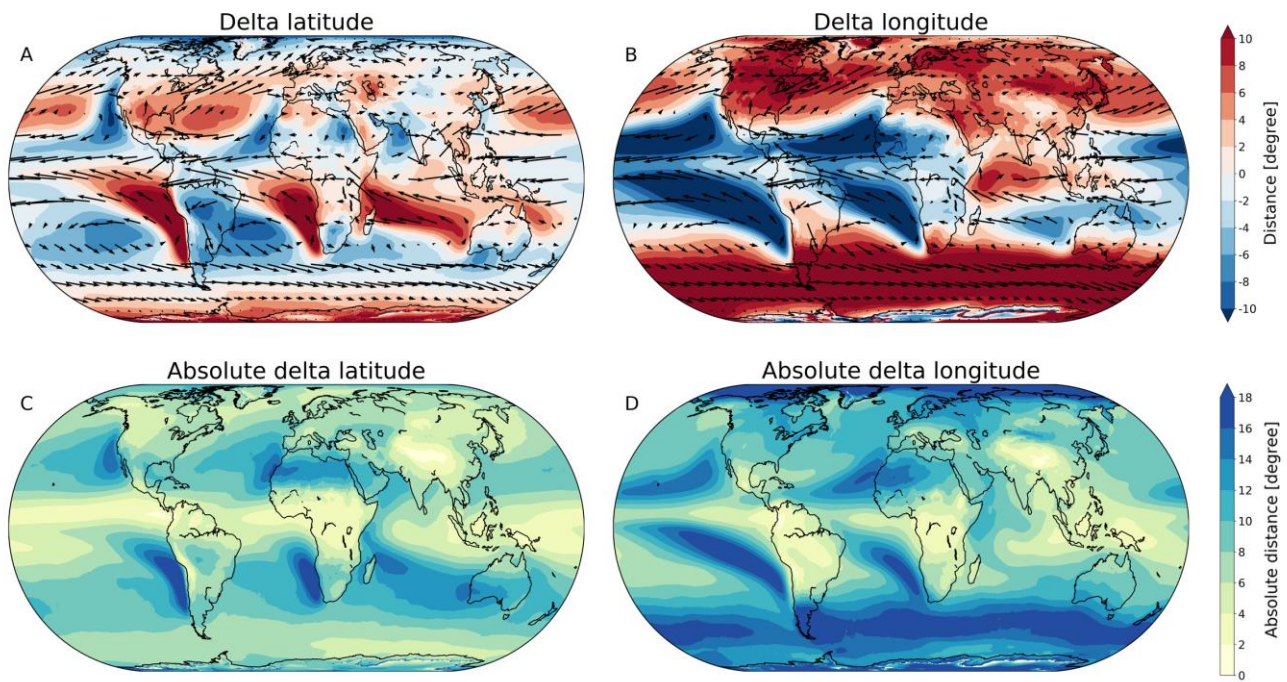 Delta latitude
Delta longitude
A
B
10
8
6
4
2
0
-2
-4
-6
-8
-10
Distance [degree]
Absolute delta latitude
Absolute delta longitude
C
D
18
16
14
12
10
8
6
4
2
0
Absolute distance [degree]